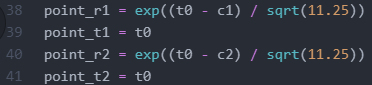 38 point_r1 = exp((t0 - c1) / sqrt(11.25))
39 point_t1 = t0
40 point_r2 = exp((t0 - c2) / sqrt(11.25))
41 point_t2 = t0